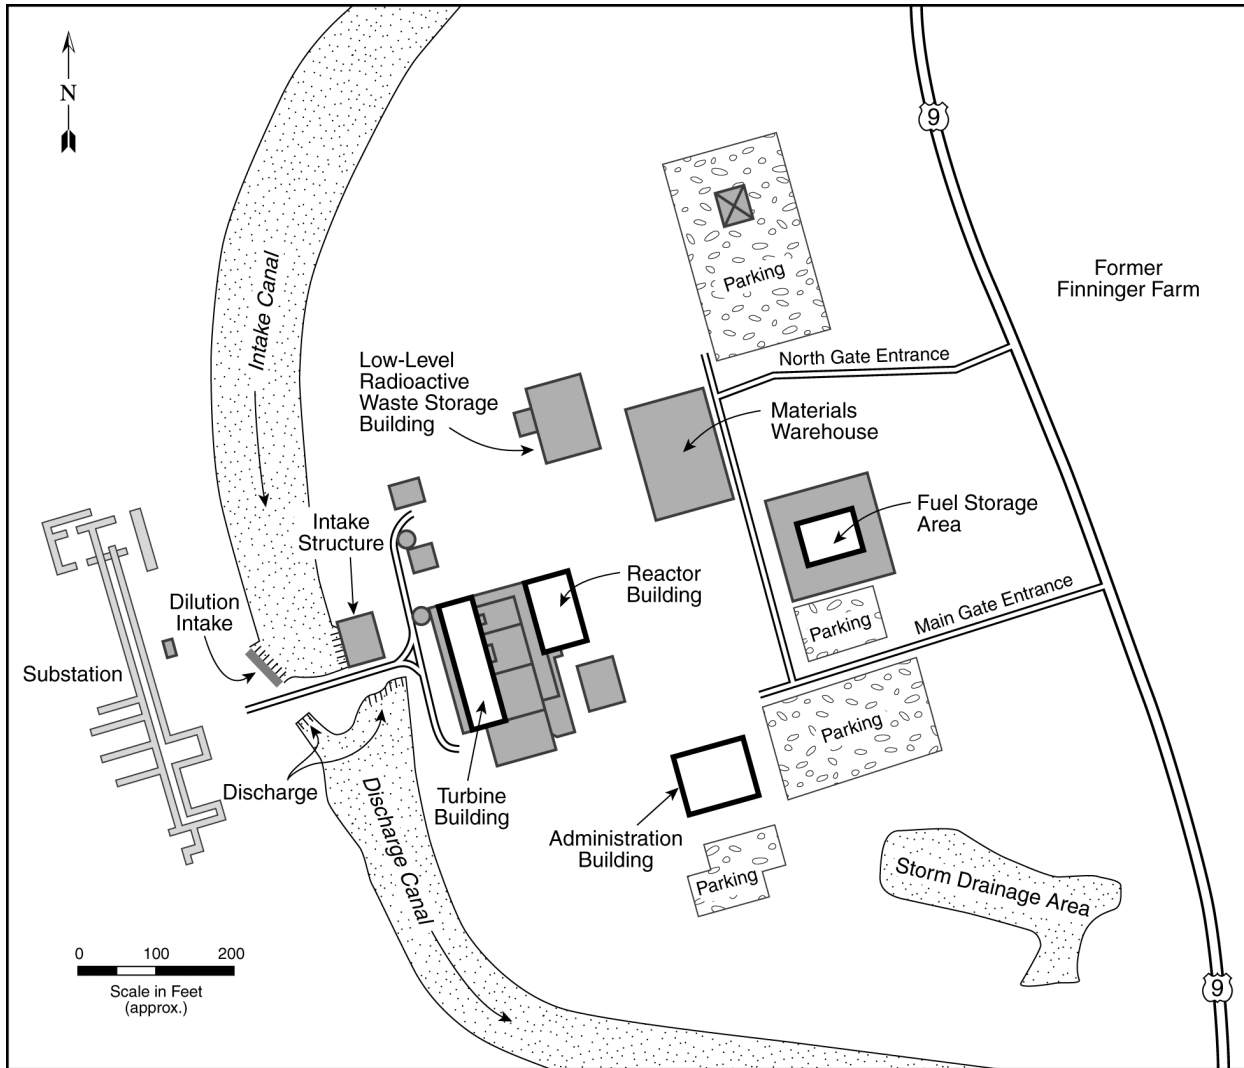 N
9
Parking
Former
Finninger Farm
Intake Canal
North Gate Entrance
Low-Level
Radioactive
Waste Storage
Building
Materials
Warehouse
Fuel Storage
Area
Intake
Structure
Reactor
Building
Dilution
Intake
Main Gate Entrance
Parking
Substation
Parking
Discharge
Turbine
Building
Discharge Canal
Administration
Building
Parking
Storm Drainage Area
0 100 200
Scale in Feet
(approx.)
9